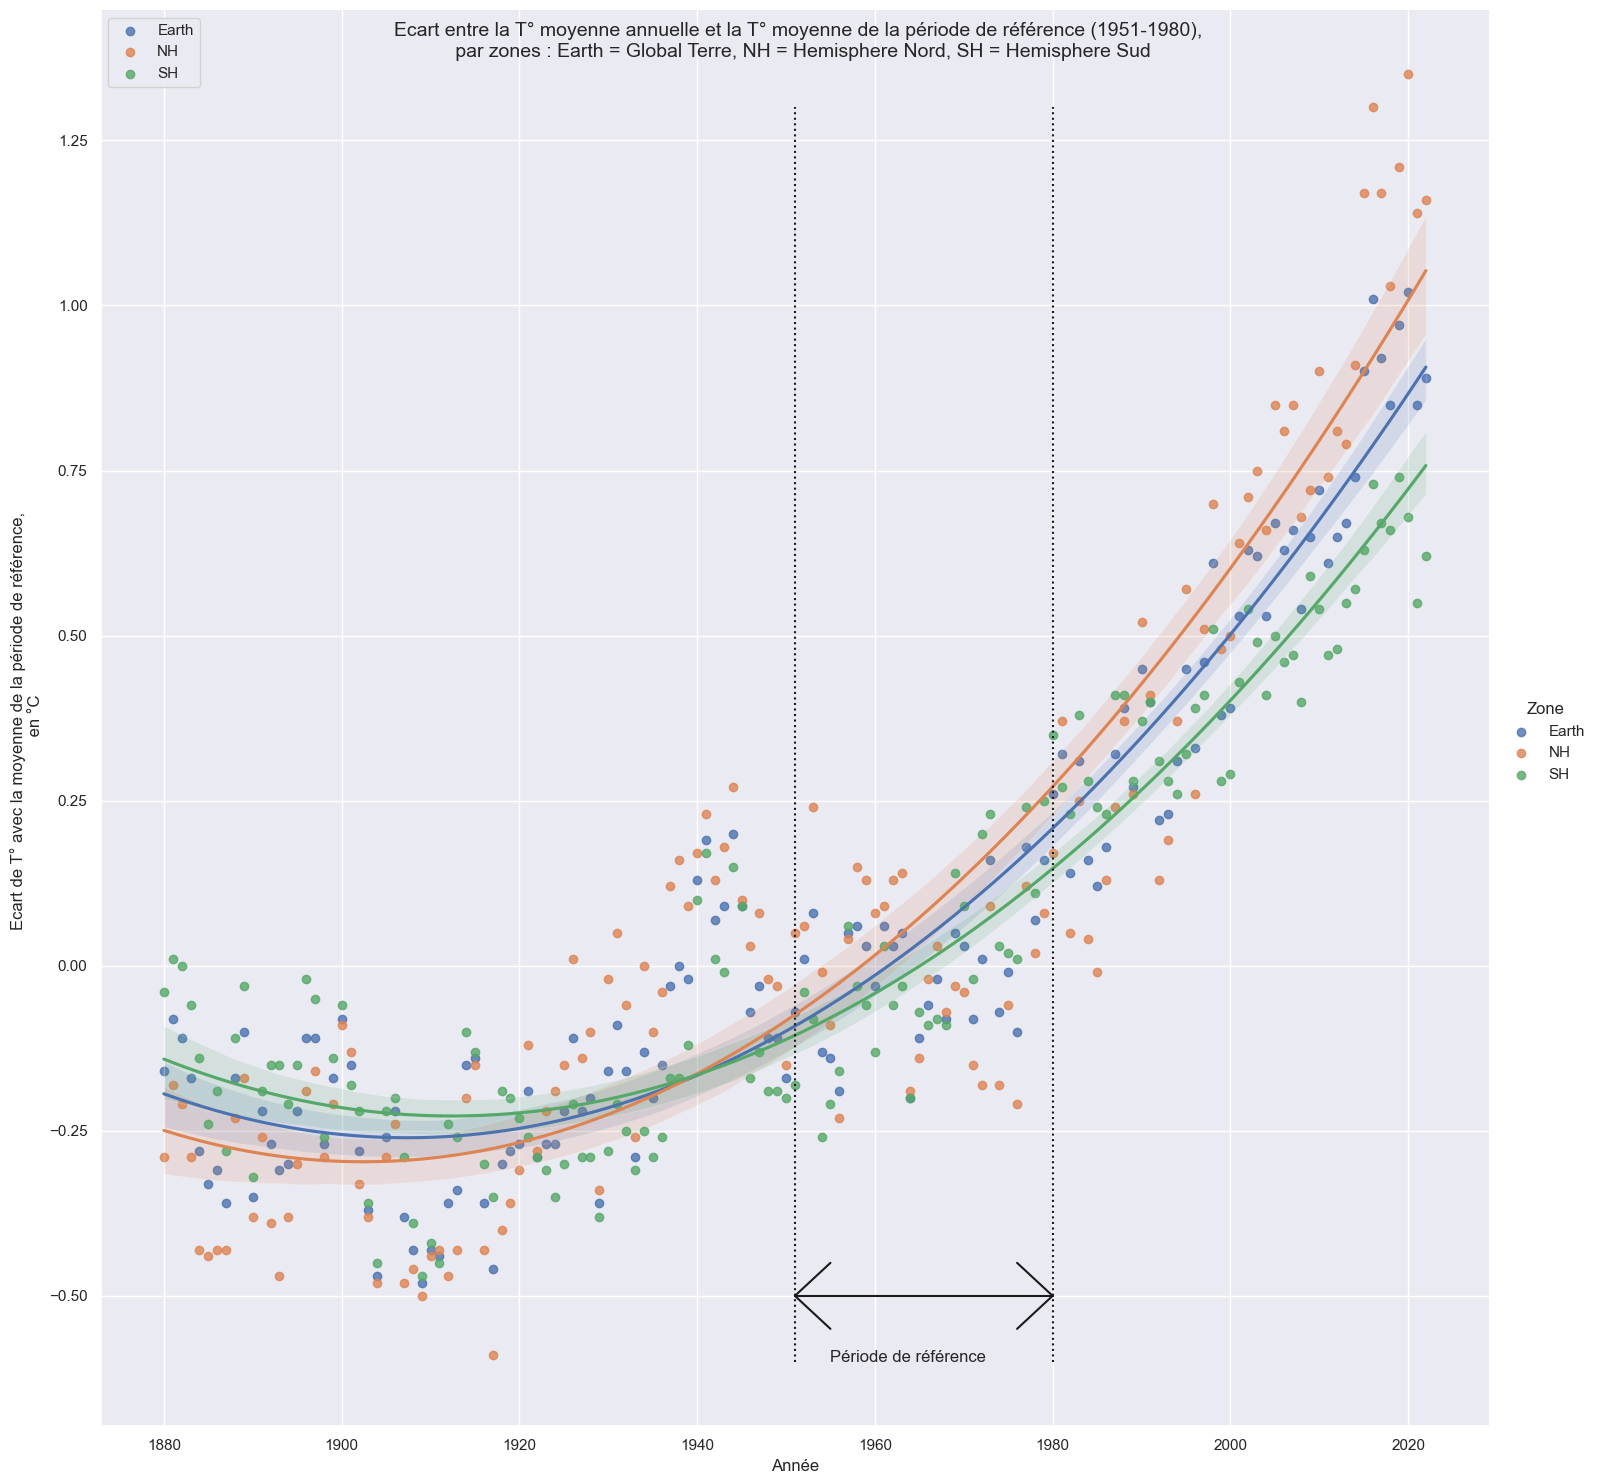 Ecart entre la T° moyenne annuelle et la T° moyenne de la période de référence (1951-1980),
par zones : Earth = Global Terre, NH = Hemisphere Nord, SH = Hemisphere Sud
Earth
NH
SH
Ecart de T° avec la moyenne de la période de référence,
en °C
1.25
1.00
0.75
0.50
0.25
0.00
−0.25
−0.50
Période de référence
Zone
Earth
NH
SH
1880
1900
1920
1940
1960
1980
2000
2020
Année